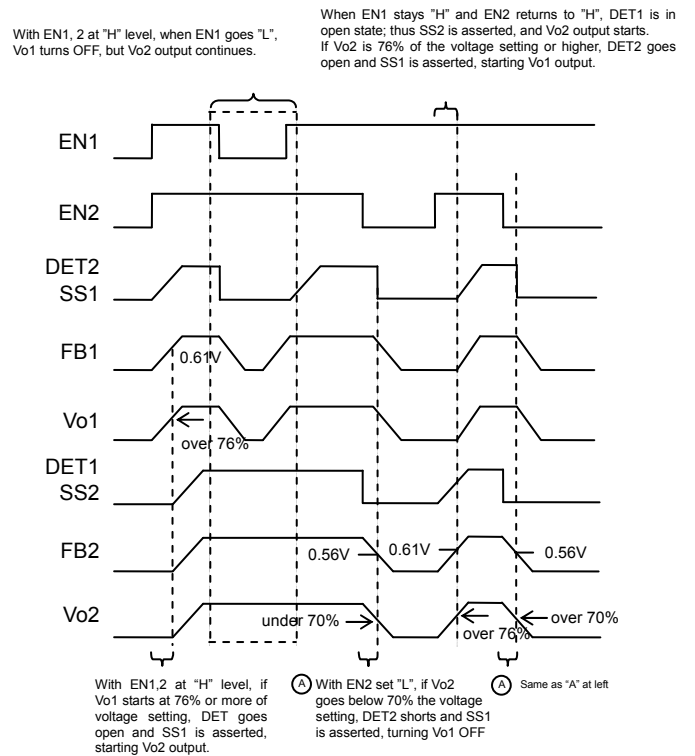 With EN1, 2 at "H" level, when EN1 goes "L",
Vo1 turns OFF, but Vo2 output continues.
When EN1 stays "H" and EN2 returns to "H", DET1 is in
open state; thus SS2 is asserted, and Vo2 output starts.
If Vo2 is 76% of the voltage setting or higher, DET2 goes
open and SS1 is asserted, starting Vo1 output.
EN1
EN2
DET2
SS1
FB1
0.61V
Vo1
over 76%
DET1
SS2
FB2
0.56V
0.61V
0.56V
Vo2
under 70%
over 76%
over 70%
With EN1,2 at "H" level, if
Vo1 starts at 76% or more of
voltage setting, DET goes
open and SS1 is asserted,
starting Vo2 output.
A With EN2 set "L", if Vo2
goes below 70% the voltage
setting, DET2 shorts and SS1
is asserted, turning Vo1 OFF
A Same as "A" at left